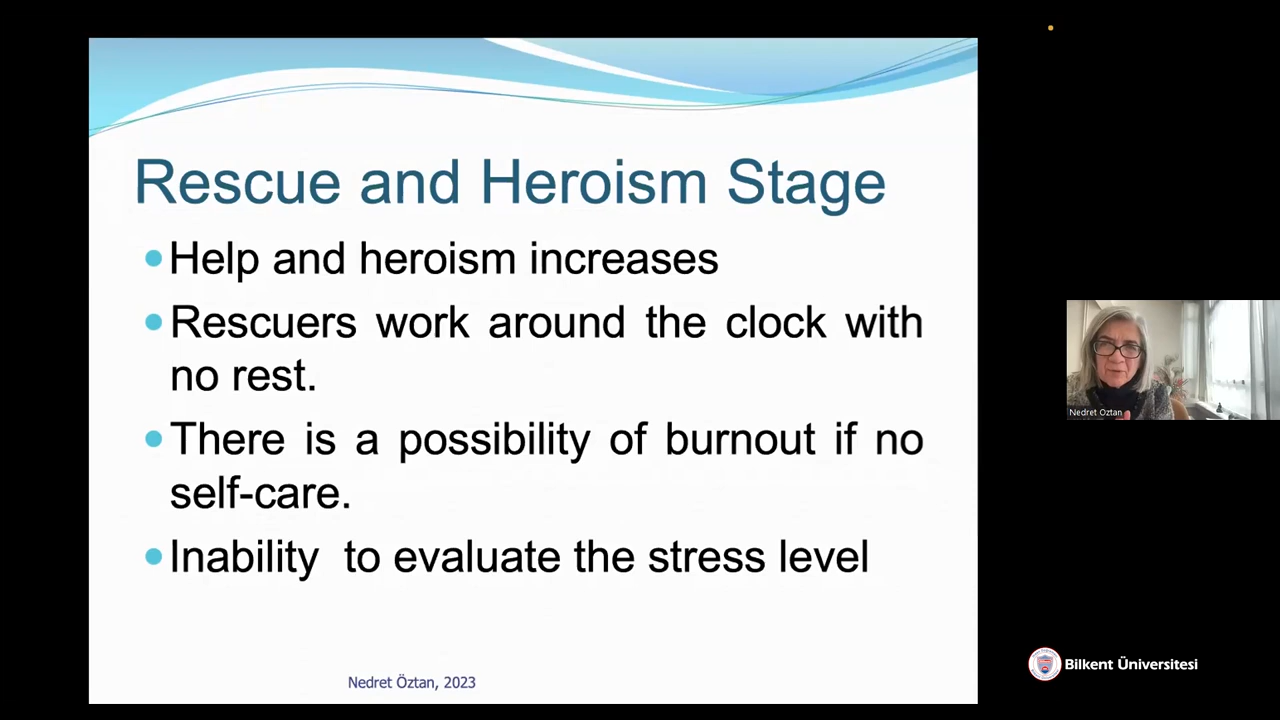 Rescue and Heroism Stage
Help and heroism increases
Rescuers work around the clock with
no rest.
There is a possibility of burnout if no
self-care.
Inability  to evaluate the stress level
Nedret Öztan, 2023
Nedret Oztan
Bilkent Üniversitesi